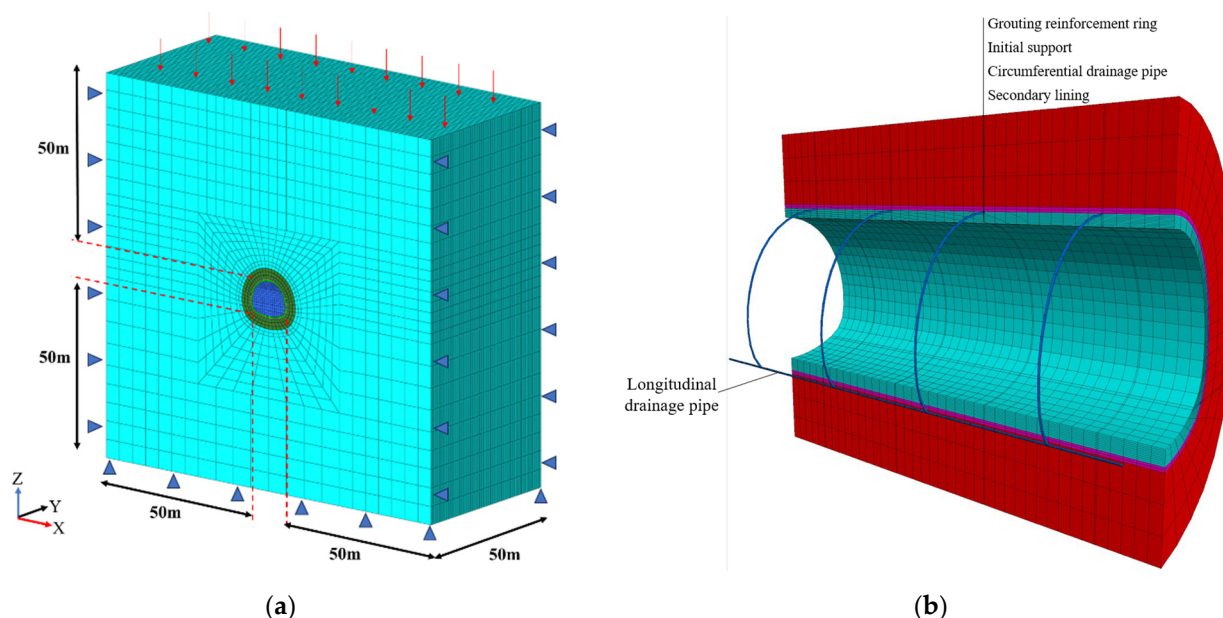 50m
50m
Z
Y
X
50m
50m
50m
(a)
Grouting reinforcement ring
Initial support
Circumferential drainage pipe
Secondary lining
Longitudinal
drainage pipe
(b)